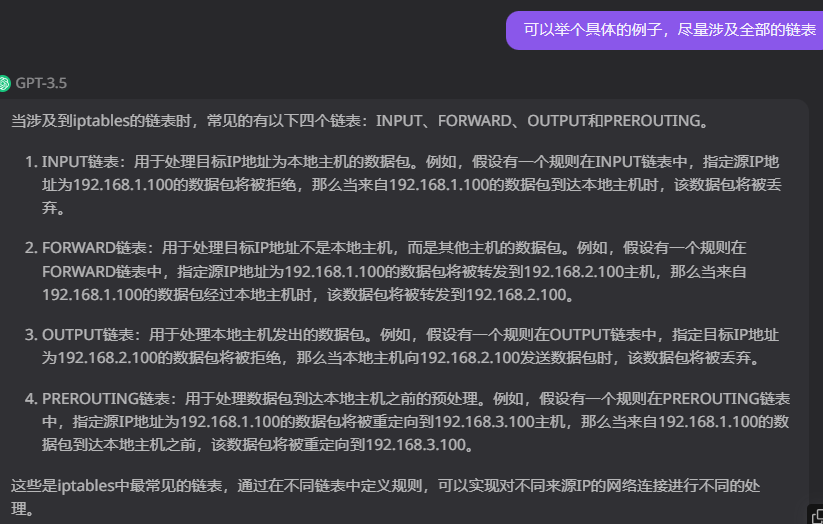 可以举个具体的例子，尽量涉及全部的链表
GPT-3.5
当涉及到iptables的链表时，常见的有以下四个链表：INPUT、FORWARD、OUTPUT和PREROUTING。
1. INPUT链表：用于处理目标IP地址为本地主机的数据包。例如，假设有一个规则在INPUT链表中，指定源IP地
址为192.168.1.100的数据包将被拒绝，那么当来自192.168.1.100的数据包到达本地主机时，该数据包将被丢
弃。
2. FORWARD链表：用于处理目标IP地址不是本地主机，而是其他主机的数据包。例如，假设有一个规则在
FORWARD链表中，指定源IP地址为192.168.1.100的数据包将被转发到192.168.2.100主机，那么当来自
192.168.1.100的数据包经过本地主机时，该数据包将被转发到192.168.2.100。
3. OUTPUT链表：用于处理本地主机发出的数据包。例如，假设有一个规则在OUTPUT链表中，指定目标IP地址
为192.168.2.100的数据包将被拒绝，那么当本地主机向192.168.2.100发送数据包时，该数据包将被丢弃。
4. PREROUTING链表：用于处理数据包到达本地主机之前的预处理。例如，假设有一个规则在PREROUTING链表
中，指定源IP地址为192.168.1.100的数据包将被重定向到192.168.3.100主机，那么当来自192.168.1.100的数
据包到达本地主机之前，该数据包将被重定向到192.168.3.100。
这些是iptables中最常见的链表，通过在不同链表中定义规则，可以实现对不同来源IP的网络连接进行不同的处
理。